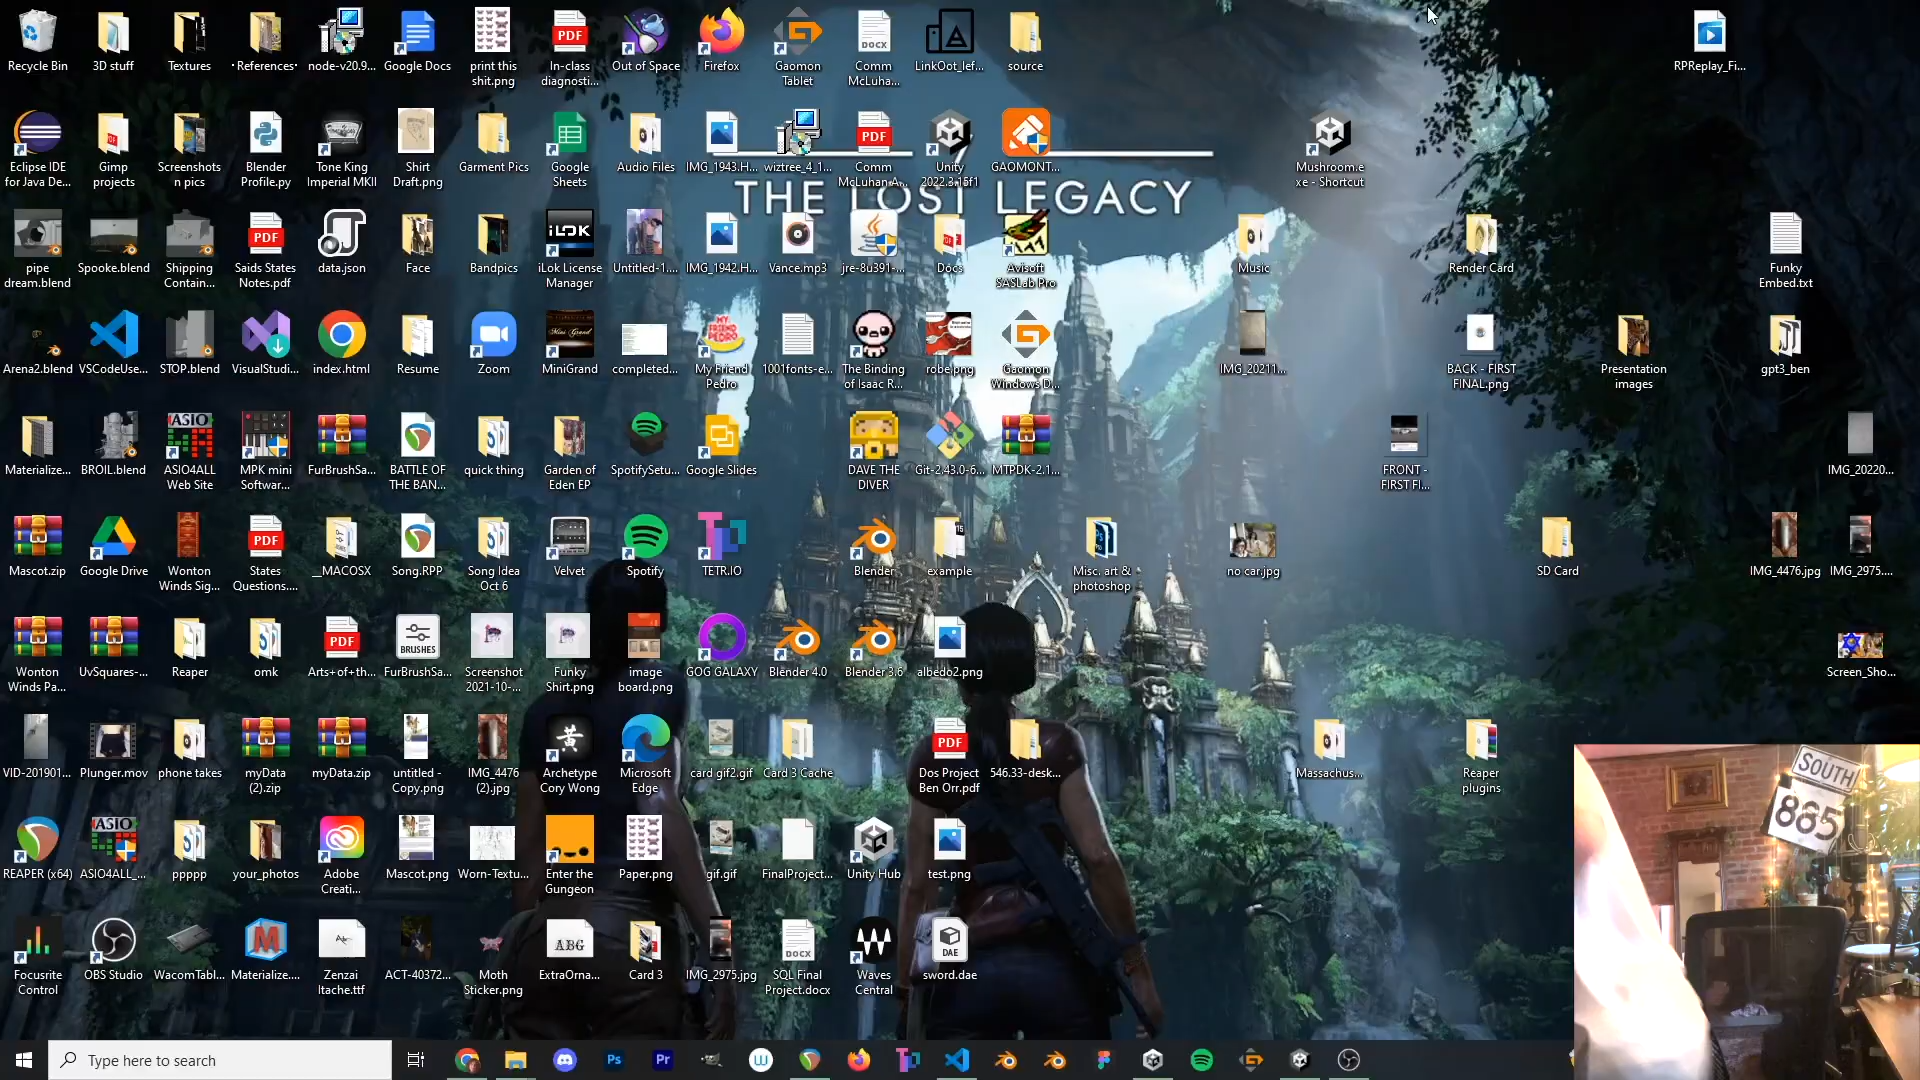 Recycle Bin
3D stuff
Textures
• References •
node-v20.9...
Google Docs
print this
shit.png
In-class
diagnosti...
Out of Space
Firefox
Gaomon
Tablet
Comm
McLuha...
LinkOot_lef...
source
RPReplay_Fi...
Eclipse IDE
for Java De...
Gimp
projects
Screenshots
n pics
Blender
Profile.py
Tone King
Imperial MKII
Shirt
Draft.png
Garment Pics
Google
Sheets
Audio Files
IMG_1943.H...
wiztree_4_1...
Comm
McLuhan A...
Unity
2022.3.15f1
GAOMONT...
Mushroom.e
xe - Shortcut
THE LOST LEGACY
pipe
dream.blend
Spooke.blend
Shipping
Contain...
Saids States
Notes.pdf
data.json
Face
Bandpics
iLok License
Manager
Untitled-1....
IMG_1942.H...
Vance.mp3
jre-8u391-...
Docs
Avisoft
SASLab Pro
Music
Render Card
Funky
Embed.txt
Arena2.blend
VSCodeUse...
STOP.blend
VisualStudi...
index.html
Resume
Zoom
MiniGrand
completed...
My Friend
Pedro
1001fonts-e...
The Binding
of Isaac R...
robe.png
Gaomon
Windows D...
IMG_20211...
BACK - FIRST
FINAL.png
Presentation
images
gpt3_ben
Materialize...
BROIL.blend
ASIO4ALL
Web Site
MPK mini
Softwar...
FurBrushSa...
BATTLE OF
THE BAN...
quick thing
Garden of
Eden EP
SpotifySetu...
Google Slides
DAVE THE
DIVER
Git-2.43.0-6...
MTPDK-2.1...
FRONT -
FIRST FI...
IMG_20220...
Mascot.zip
Google Drive
Wonton
Winds Sig...
States
Questions....
__MACOSX
Song.RPP
Song Idea
Oct 6
Velvet
Spotify
TETR.IO
Blender
example
Misc. art &
photoshop
no car.jpg
SD Card
IMG_4476.jpg
IMG_2975....
Wonton
Winds Pa...
UvSquares-...
Reaper
omk
Arts+of+th...
FurBrushSa...
Screenshot
2021-10-...
Funky
Shirt.png
image
board.png
GOG GALAXY
Blender 4.0
Blender 3.6
albedo2.png
Screen_Sho...
VID-201901...
Plunger.mov
phone takes
myData
(2).zip
myData.zip
untitled -
Copy.png
IMG_4476
(2).jpg
Archetype
Cory Wong
Microsoft
Edge
card gif2.gif
Card 3 Cache
Dos Project
Ben Orr.pdf
546.33-desk...
Massachus...
Reaper
plugins
SOUTH
885
REAPER (x64)
ASIO4ALL_...
ppppp
your_photos
Adobe
Creati...
Mascot.png
Worn-Textu...
Enter the
Gungeon
Paper.png
gif.gif
FinalProject...
Unity Hub
test.png
Focusrite
Control
OBS Studio
WacomTabl...
Materialize....
Zenzai
Itache.ttf
ACT-40372...
Moth
Sticker.png
ExtraOrna...
Card 3
IMG_2975.jpg
SQL Final
Project.docx
Waves
Central
sword.dae
Type here to search